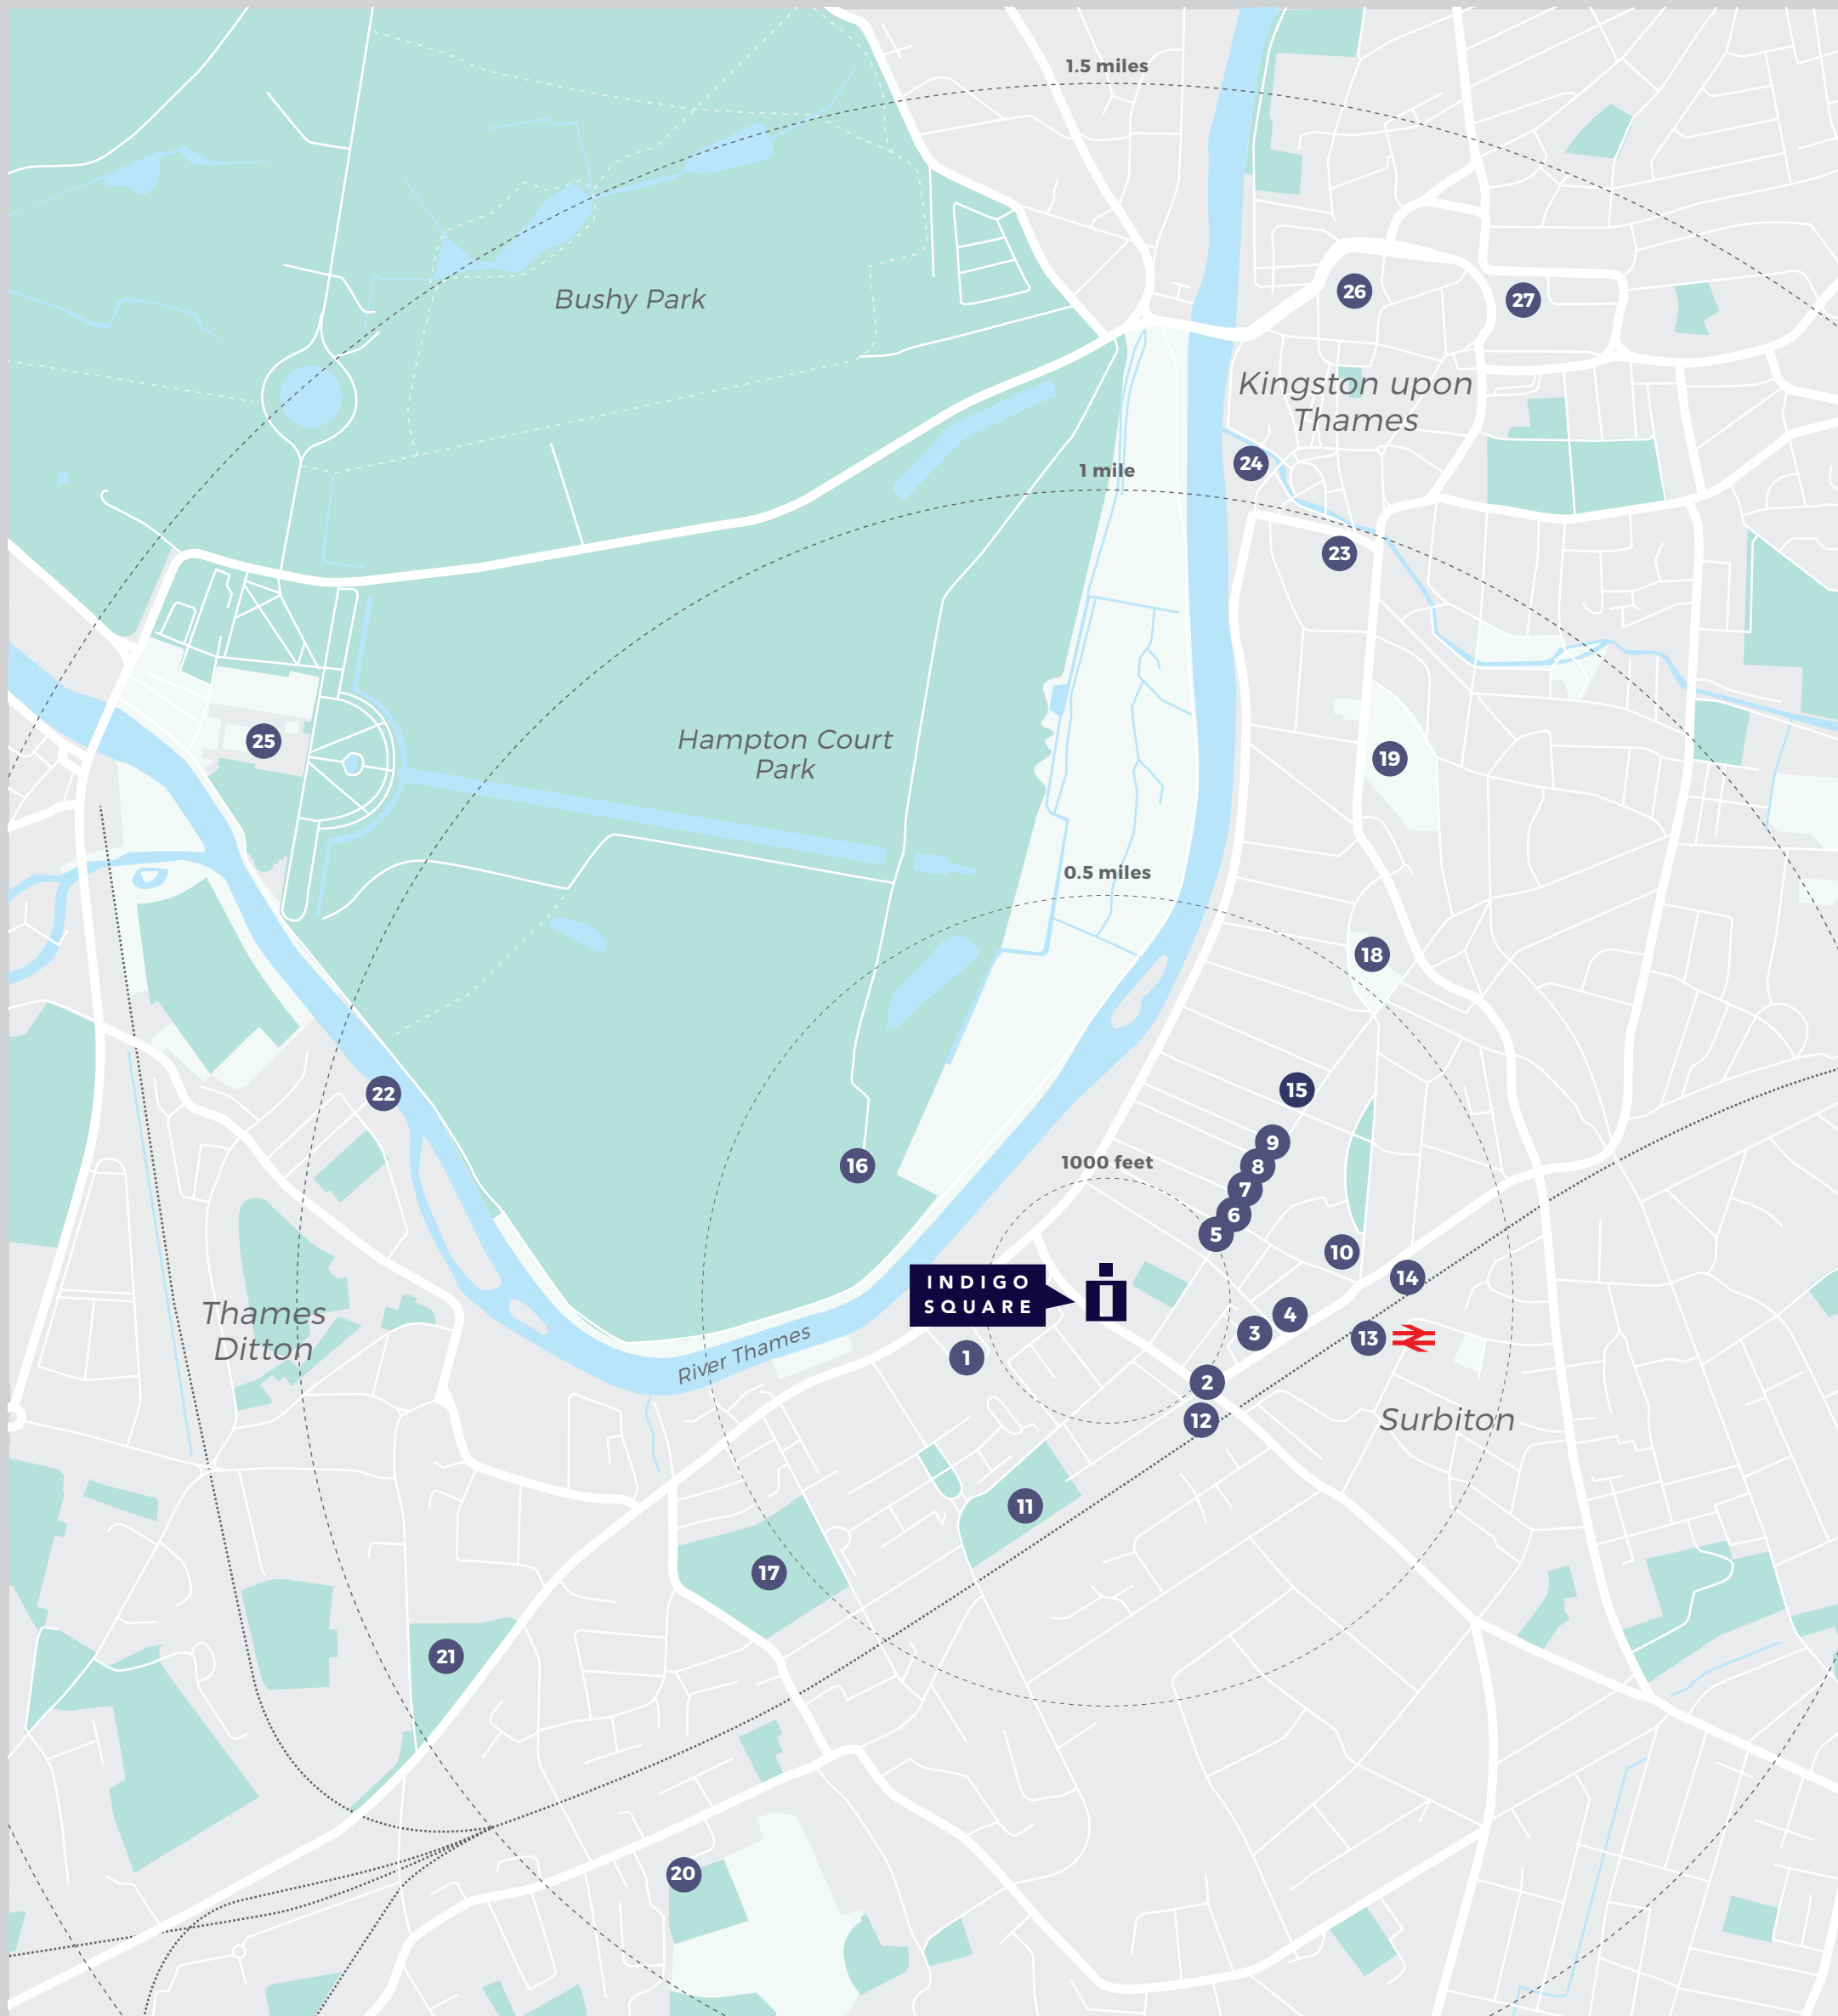 1.5 miles
26
27
Bushy Park
Kingston upon
Thames
24
1 mile
23
25
Hampton Court
Park
19
0.5 miles
18
22
15
9
1000 feet
16
8
7
6
5
10
14
INDIGO
SQUARE
Thames
Ditton
4
3
13
River Thames
1
2
12
Surbiton
11
17
21
20